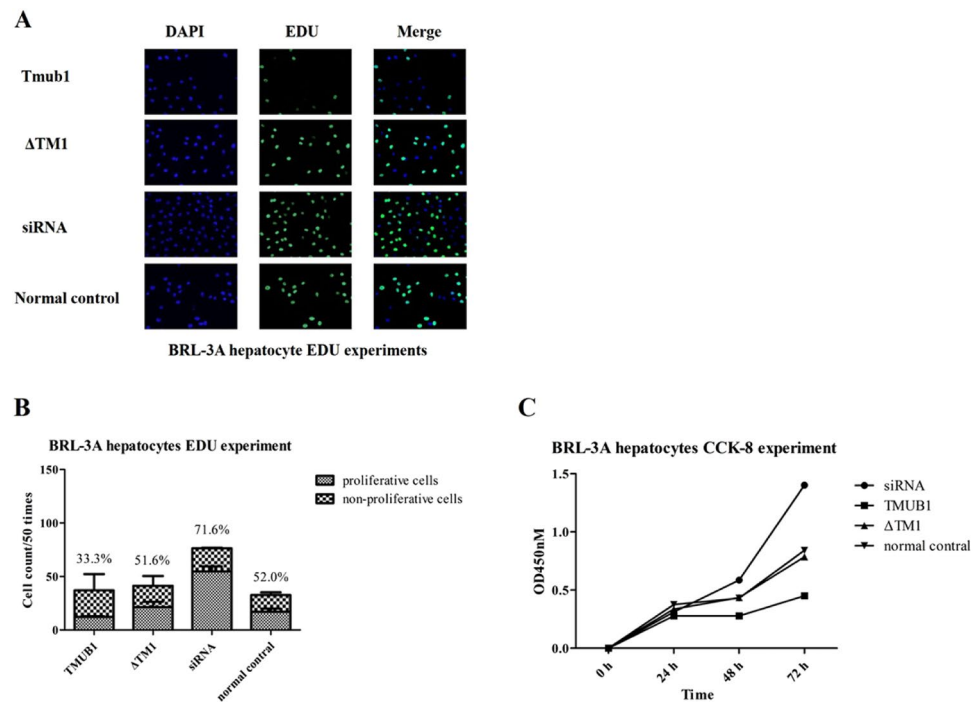 A
DAPI EDU Merge
Tmub1
ΔTM1
siRNA
Normal control
BRL-3A hepatocyte EDU experiments
B
BRL-3A hepatocytes EDU experiment
Cell count/50 times
150
100
50
0
33.3%
51.6%
71.6%
52.0%
proliferative cells
non-proliferative cells
TMUB1
ΔTM1
siRNA
normal contral
C
BRL-3A hepatocytes CCK-8 experiment
OD450nM
1.5
1.0
0.5
0.0
0 h
24 h
48 h
72 h
Time
siRNA
TMUB1
ΔTM1
normal contral